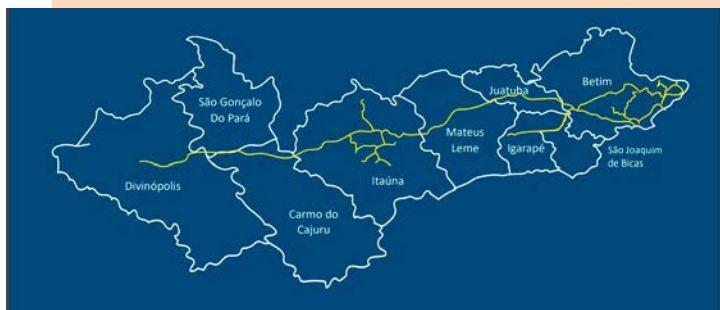 São Gonçalo
Do Pará
Divinópolis
Carmo do
Cajuru
Itaúna
Mateus
Leme
Juatuba
Igarapé
Betim
São Joaquim
de Bicas